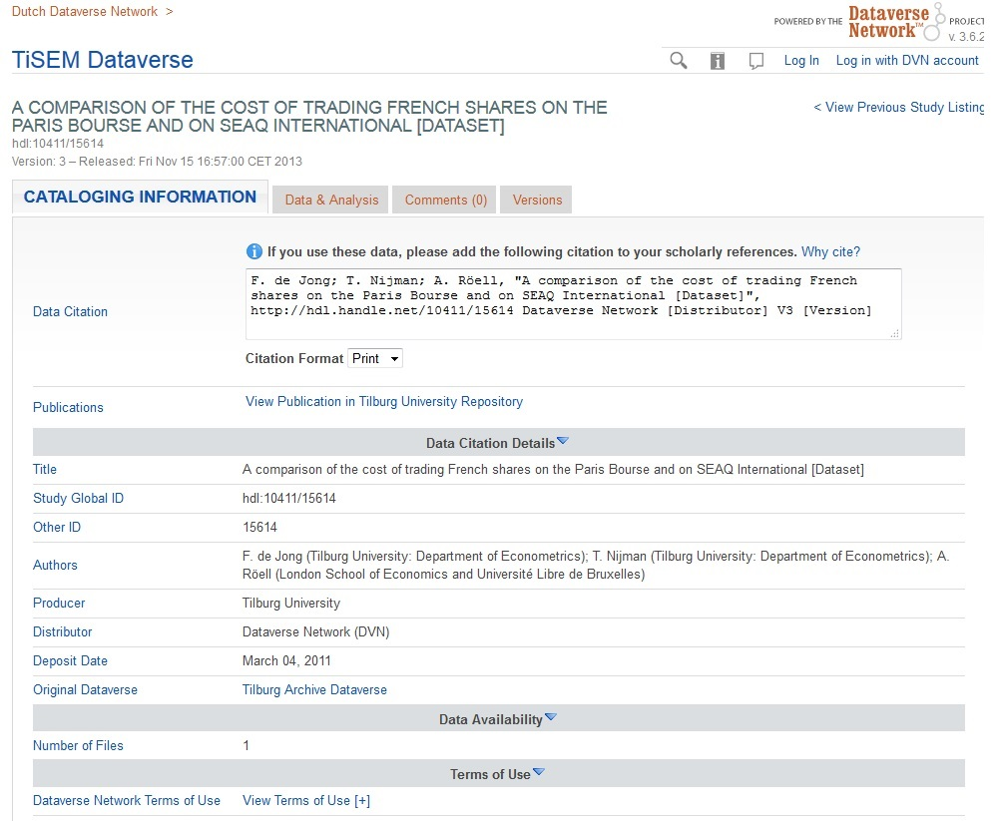 Dutch Dataverse Network >
POWERED BY THE Dataverse Network™ PROJECT
v. 3.6.2
TiSEM Dataverse
Log In Log in with DVN account
A COMPARISON OF THE COST OF TRADING FRENCH SHARES ON THE
PARIS BOURSE AND ON SEAQ INTERNATIONAL [DATASET]
< View Previous Study Listing
hdl:10411/15614
Version: 3 – Released: Fri Nov 15 16:57:00 CET 2013
CATALOGING INFORMATION Data & Analysis Comments (0) Versions
If you use these data, please add the following citation to your scholarly references. Why cite?
Data Citation
F. de Jong; T. Nijman; A. Röell, "A comparison of the cost of trading French
shares on the Paris Bourse and on SEAQ International [Dataset]",
http://hdl.handle.net/10411/15614 Dataverse Network [Distributor] V3 [Version]
Citation Format Print
Publications View Publication in Tilburg University Repository
Data Citation Details
Title A comparison of the cost of trading French shares on the Paris Bourse and on SEAQ International [Dataset]
Study Global ID hdl:10411/15614
Other ID 15614
Authors F. de Jong (Tilburg University: Department of Econometrics); T. Nijman (Tilburg University: Department of Econometrics); A.
Röell (London School of Economics and Université Libre de Bruxelles)
Producer Tilburg University
Distributor Dataverse Network (DVN)
Deposit Date March 04, 2011
Original Dataverse Tilburg Archive Dataverse
Data Availability
Number of Files 1
Terms of Use
Dataverse Network Terms of Use View Terms of Use [+]